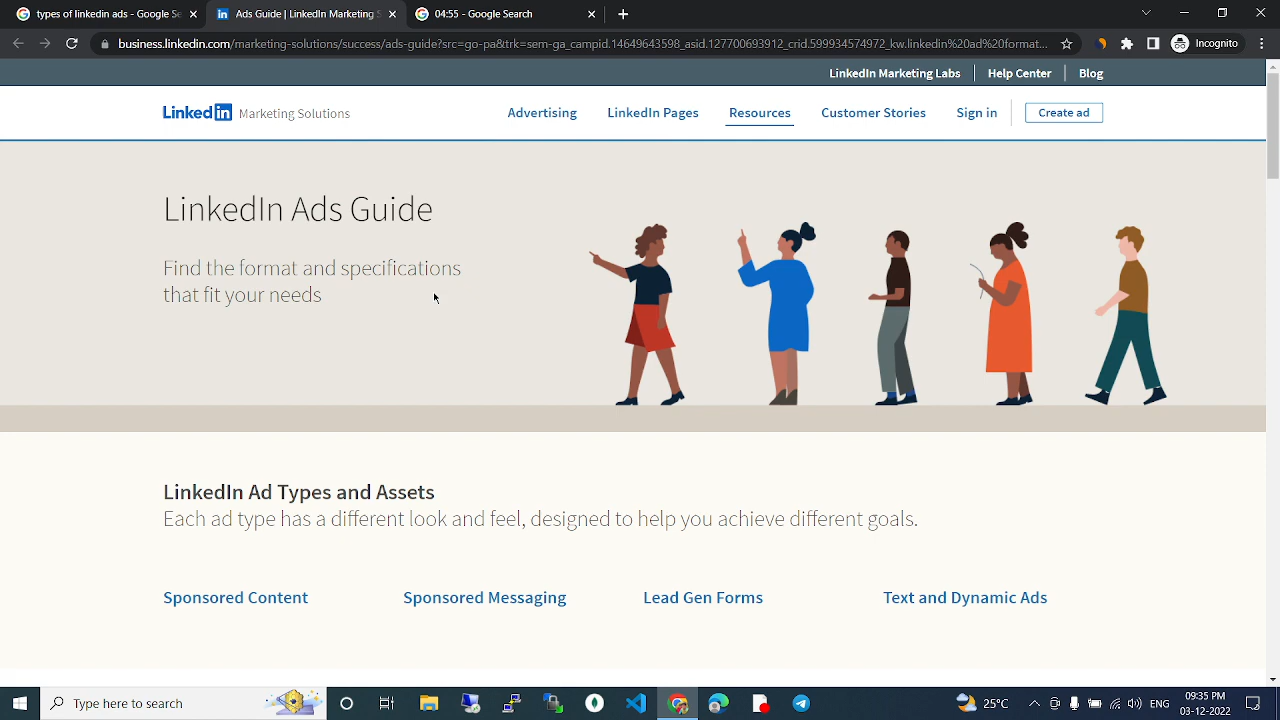 types of linkedin ads - Google Se
Ads Guide | LinkedIn Marketing S
04:55 - Google Search
business.linkedin.com/marketing-solutions/success/ads-guide?src=go-pa&trk=sem-ga_campid.14649643598_asid.127700693912_crid.599934574972_kw.linkedin%20ad%20format...
Incognito
LinkedIn Marketing Labs
Help Center
Blog
Linked in Marketing Solutions
Advertising
LinkedIn Pages
Resources
Customer Stories
Sign in
Create ad
LinkedIn Ads Guide
Find the format and specifications
that fit your needs
LinkedIn Ad Types and Assets
Each ad type has a different look and feel, designed to help you achieve different goals.
Sponsored Content
Sponsored Messaging
Lead Gen Forms
Text and Dynamic Ads
Type here to search
25°C
ENG
09:35 PM
03-12-2022